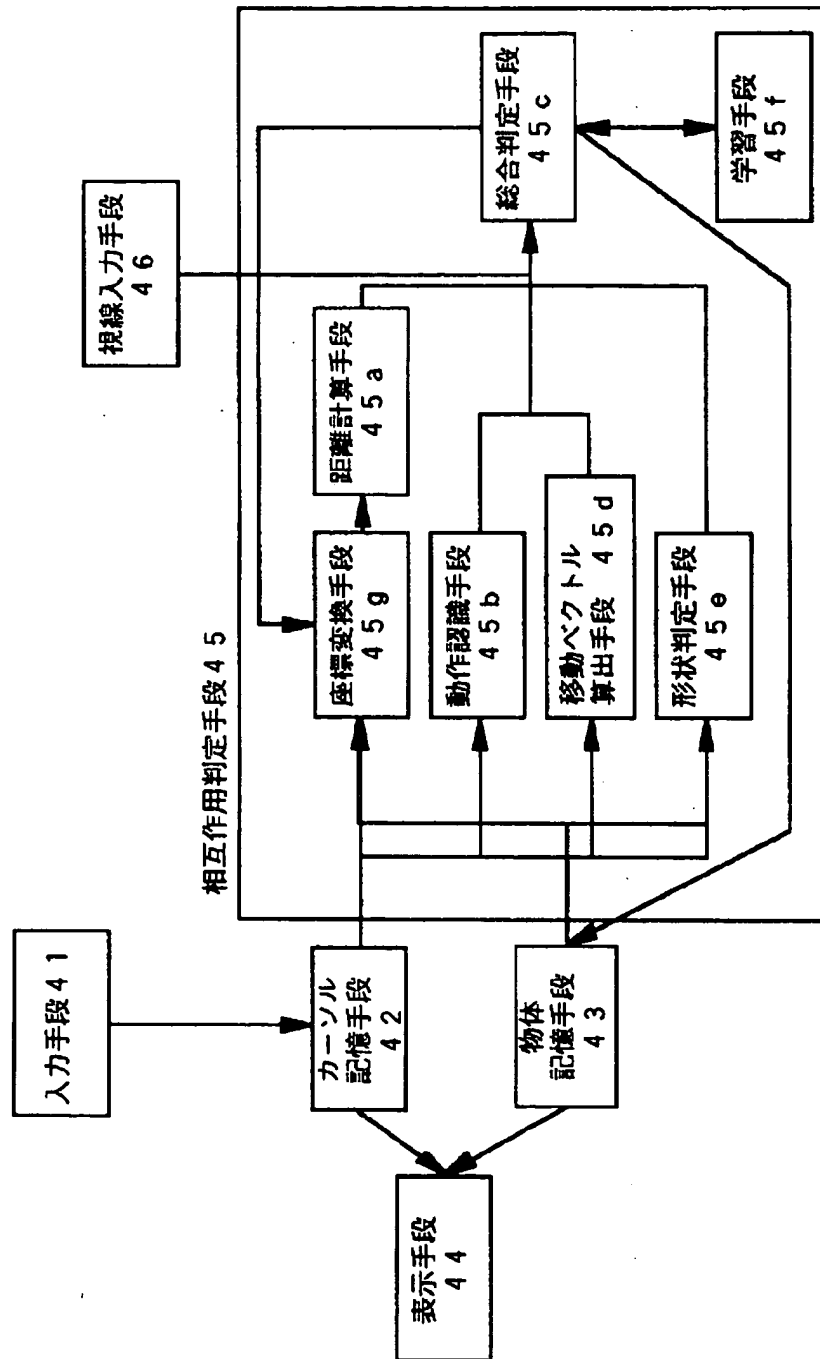 入力手段41
視線入力手段
46
相互作用判定手段45
カーソル
記憶手段
42
座標変換手段
45g
距離計算手段
45a
総合判定手段
45c
表示手段
44
動作認識手段
45b
物体
記憶手段
43
移動ベクトル
算出手段 45d
学習手段
45f
形状判定手段
45e